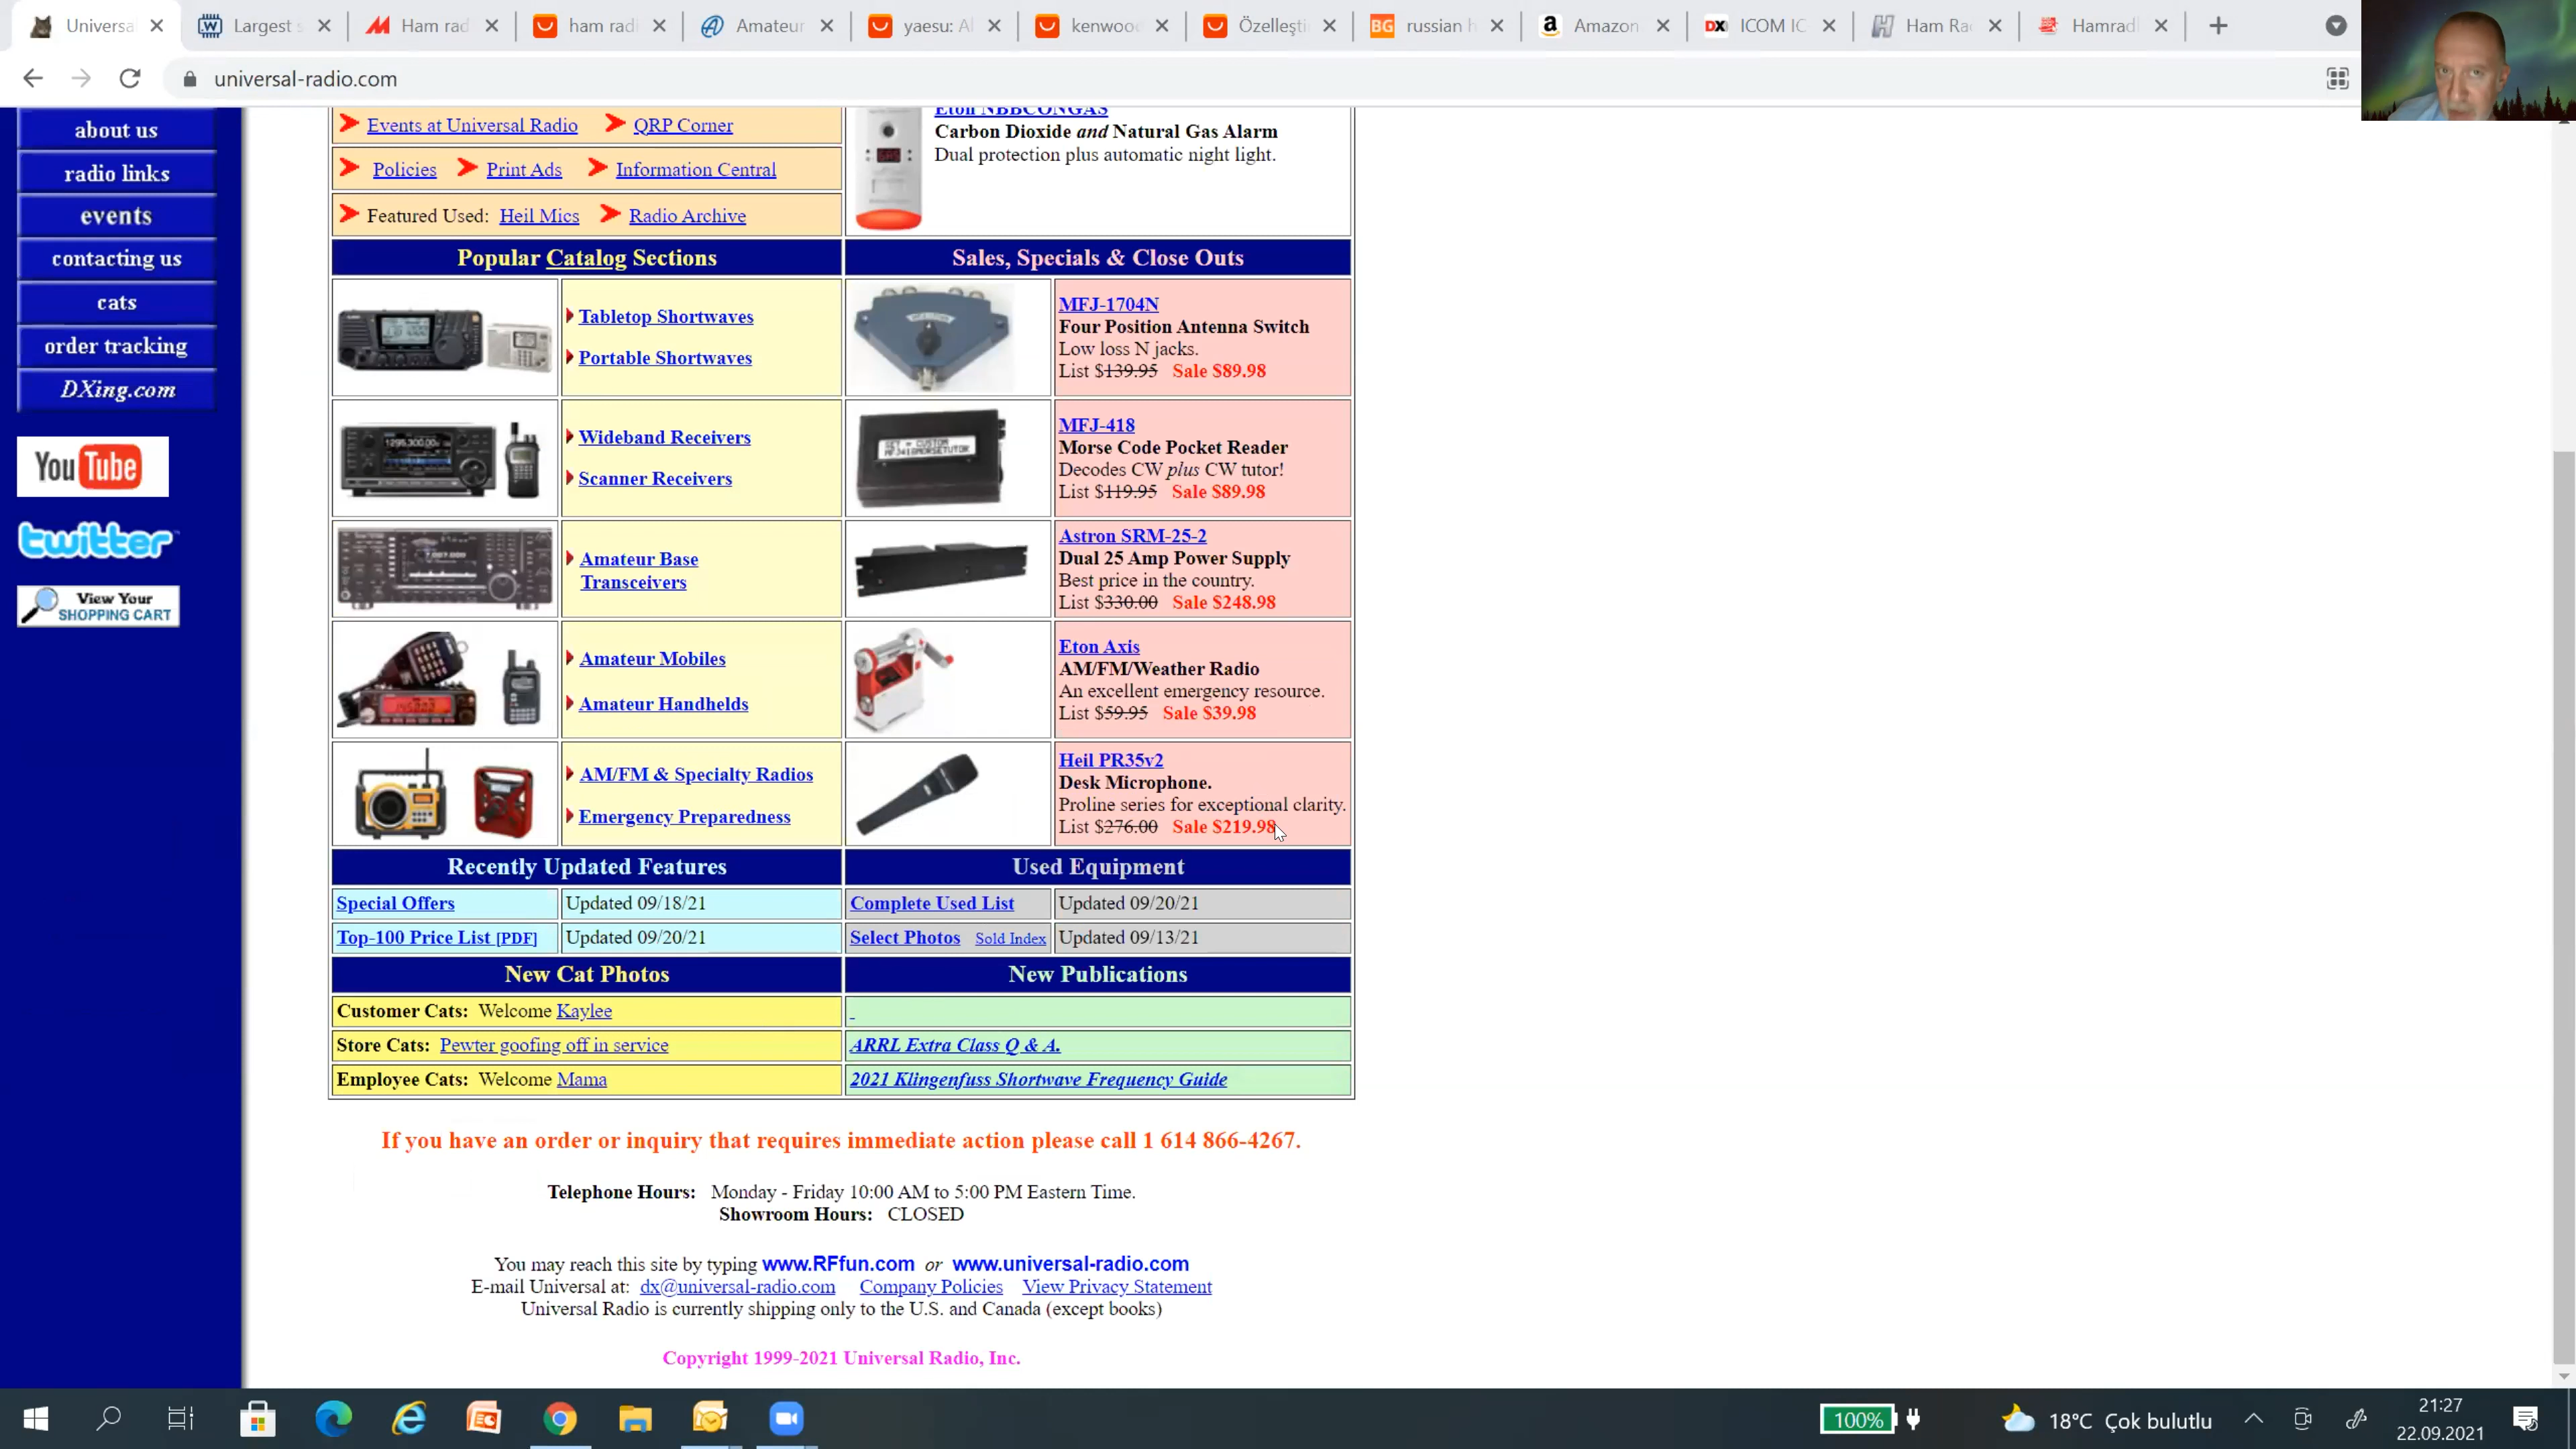 Universa
Largest s
Ham rad
ham radi
Amateur
yaesu: Al
kenwood
Özelleşti
russian h
Amazon
ICOM IC
Ham Rac
Hamradi
universal-radio.com
about us
radio links
events
contacting us
cats
order tracking
DXing.com
YouTube
twitter
View Your
SHOPPING CART
Events at Universal Radio QRP Corner
Policies Print Ads Information Central
Featured Used: Heil Mics Radio Archive
Eton NBBCONGAS
Carbon Dioxide and Natural Gas Alarm
Dual protection plus automatic night light.
Popular Catalog Sections
Tabletop Shortwaves
Portable Shortwaves
Wideband Receivers
Scanner Receivers
Amateur Base
Transceivers
Amateur Mobiles
Amateur Handhelds
AM/FM & Specialty Radios
Emergency Preparedness
Sales, Specials & Close Outs
MFJ-1704N
Four Position Antenna Switch
Low loss N jacks.
List $139.95 Sale $89.98
MFJ-418
Morse Code Pocket Reader
Decodes CW plus CW tutor!
List $119.95 Sale $89.98
Astron SRM-25-2
Dual 25 Amp Power Supply
Best price in the country.
List $330.00 Sale $248.98
Eton Axis
AM/FM/Weather Radio
An excellent emergency resource.
List $59.95 Sale $39.98
Heil PR35v2
Desk Microphone.
Proline series for exceptional clarity.
List $276.00 Sale $219.98
Recently Updated Features
Special Offers Updated 09/18/21
Top-100 Price List [PDF] Updated 09/20/21
Used Equipment
Complete Used List Updated 09/20/21
Select Photos Sold Index Updated 09/13/21
New Cat Photos
Customer Cats: Welcome Kaylee
Store Cats: Pewter goofing off in service
Employee Cats: Welcome Mama
New Publications
ARRL Extra Class Q & A.
2021 Klingenfuss Shortwave Frequency Guide
If you have an order or inquiry that requires immediate action please call 1 614 866-4267.
Telephone Hours: Monday - Friday 10:00 AM to 5:00 PM Eastern Time.
Showroom Hours: CLOSED
You may reach this site by typing www.RFfun.com or www.universal-radio.com
E-mail Universal at: dx@universal-radio.com Company Policies View Privacy Statement
Universal Radio is currently shipping only to the U.S. and Canada (except books)
Copyright 1999-2021 Universal Radio, Inc.
100%
18°C Çok bulutlu
21:27
22.09.2021